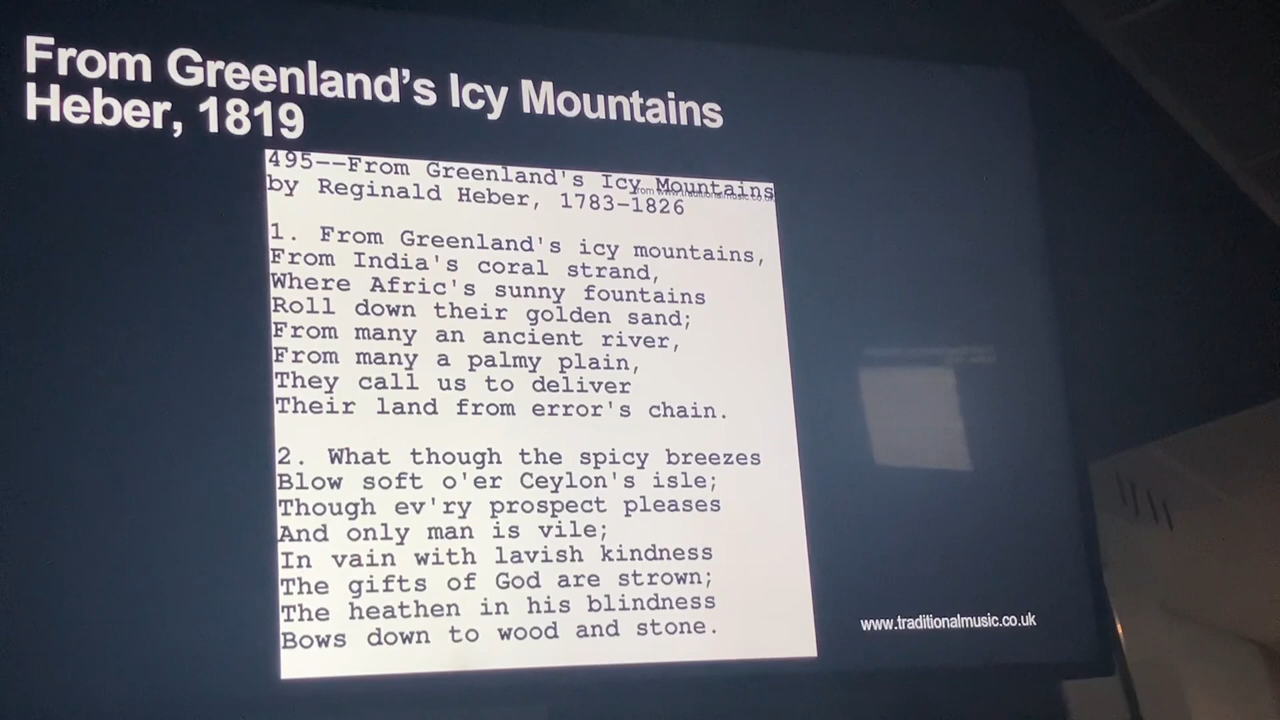 From Greenland’s Icy Mountains
Heber, 1819
495--From Greenland's Icy Mountains
from www.traditionalmusic.co.uk
by Reginald Heber, 1783-1826
1. From Greenland's icy mountains,
From India's coral strand,
Where Afric's sunny fountains
Roll down their golden sand;
From many an ancient river,
From many a palmy plain,
They call us to deliver
Their land from error's chain.
2. What though the spicy breezes
Blow soft o'er Ceylon's isle;
Though ev'ry prospect pleases
And only man is vile;
In vain with lavish kindness
The gifts of God are strown;
The heathen in his blindness
Bows down to wood and stone.
www.traditionalmusic.co.uk